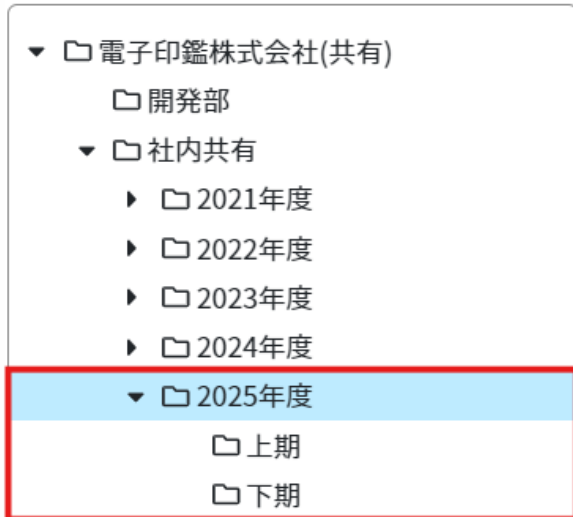 電子印鑑株式会社(共有)
開発部
社内共有
2021年度
2022年度
2023年度
2024年度
2025年度
上期
下期